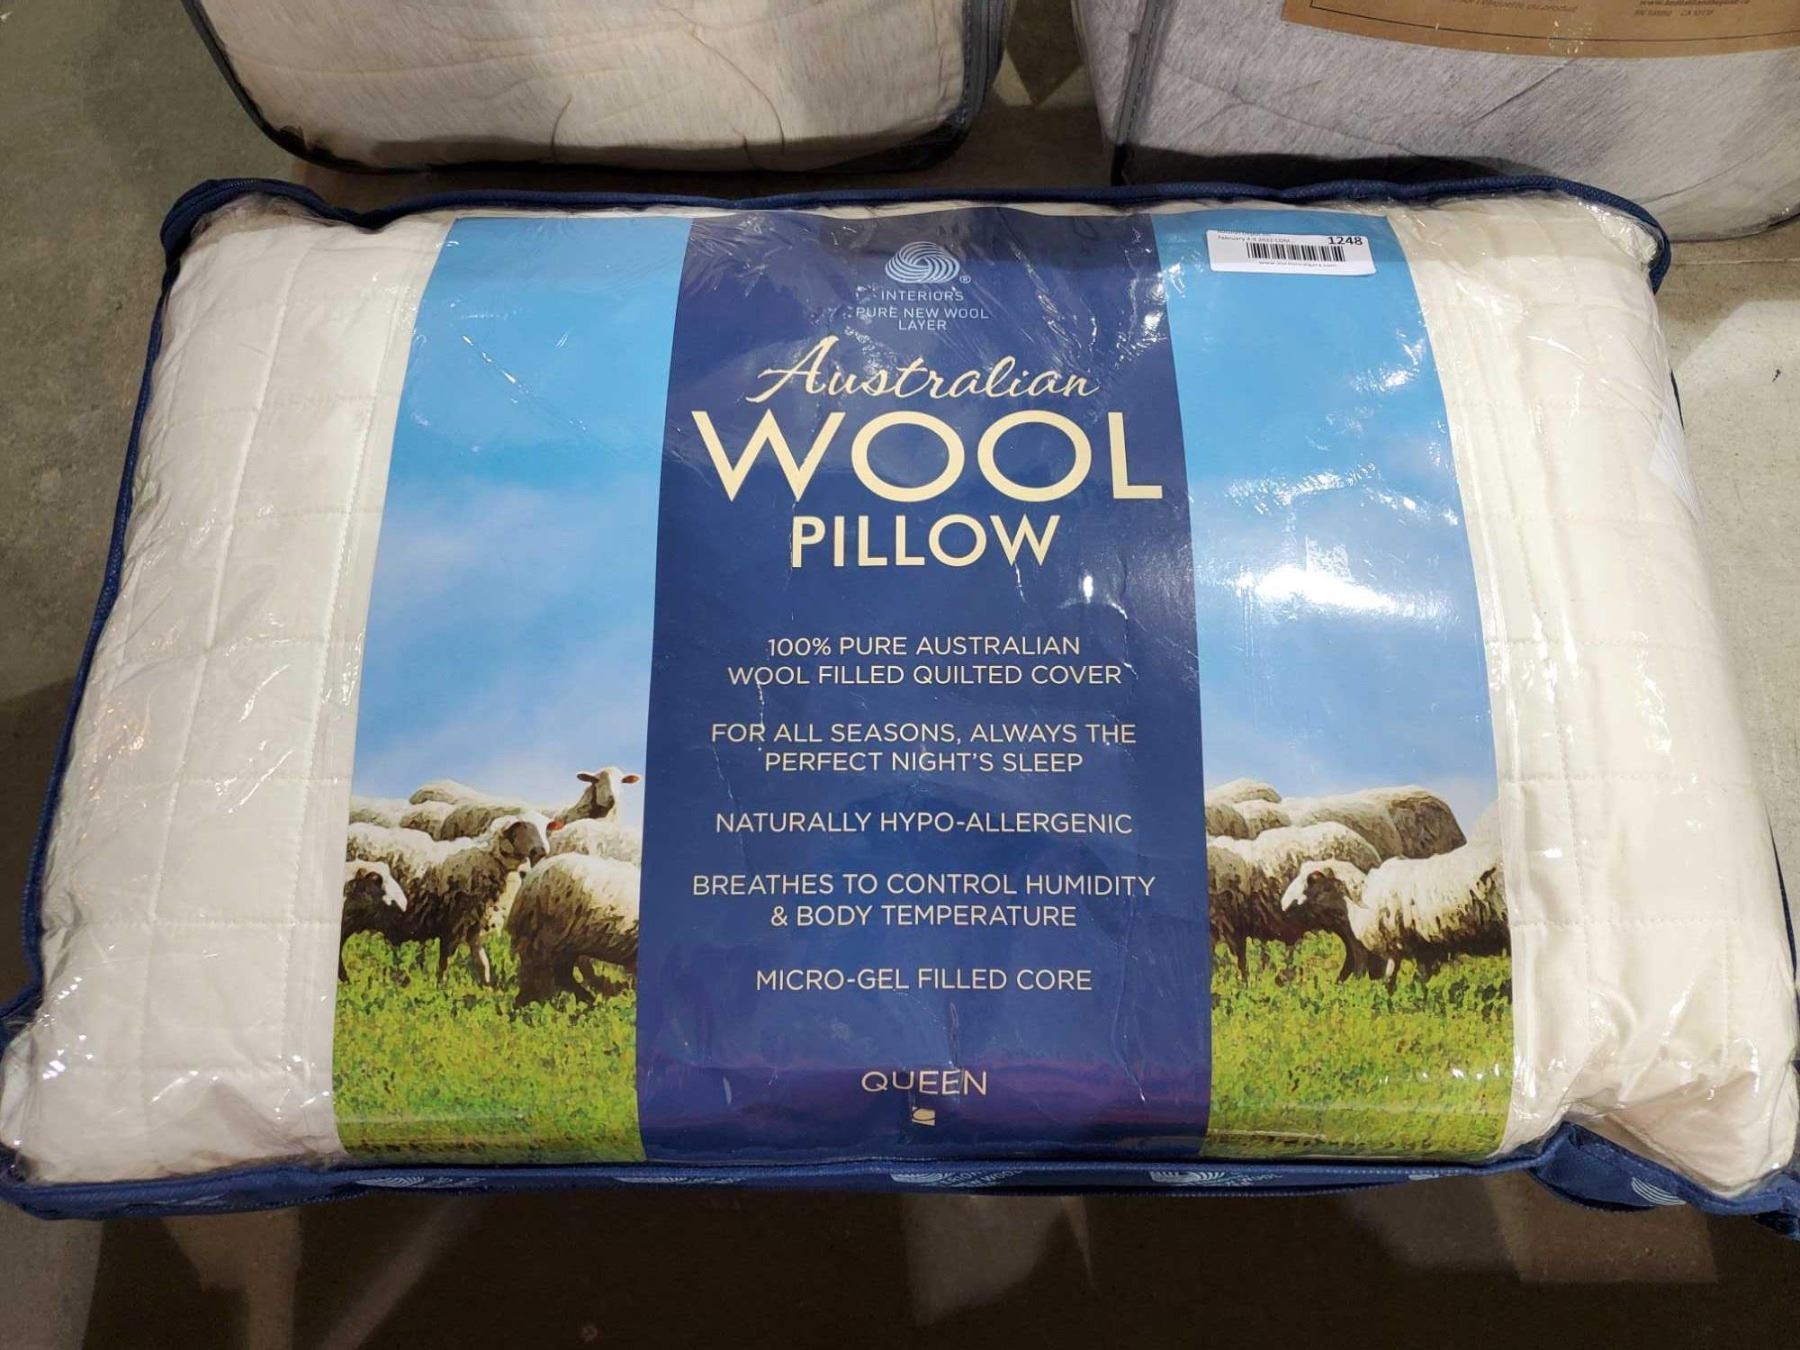 1248
INTERIORS
PURE NEW WOOL
LAYER
Australian
WOOL
PILLOW
100% PURE AUSTRALIAN
WOOL FILLED QUILTED COVER
FOR ALL SEASONS, ALWAYS THE
PERFECT NIGHT'S SLEEP
NATURALLY HYPO-ALLERGENIC
BREATHES TO CONTROL HUMIDITY
& BODY TEMPERATURE
MICRO-GEL FILLED CORE
QUEEN